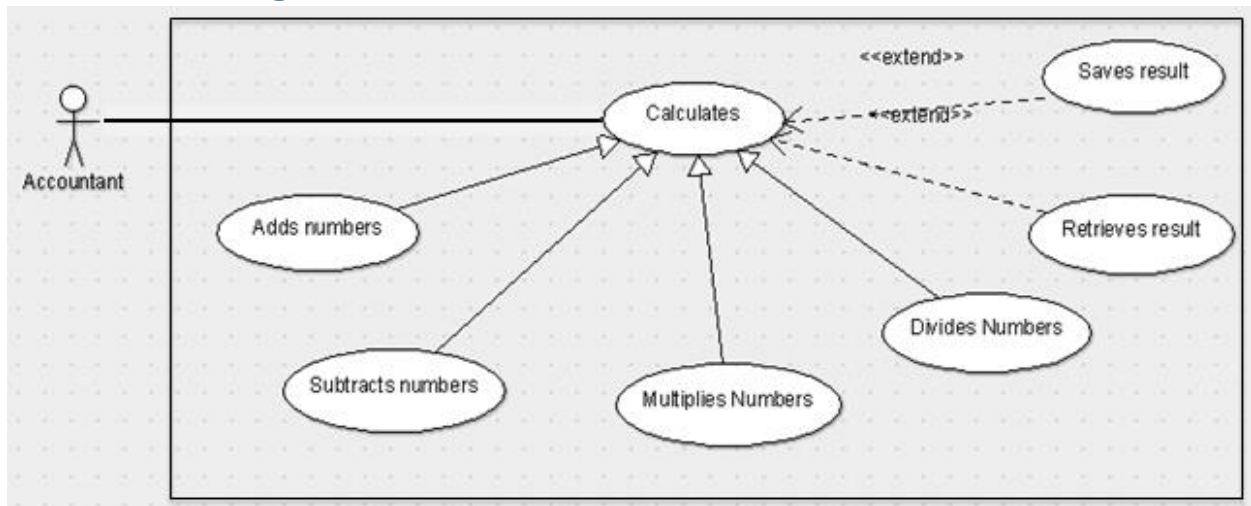 <<extend>>
Saves result
Calculates
<<extend>>
Accountant
Adds numbers
Retrieves result
Divides Numbers
Subtracts numbers
Multiplies Numbers